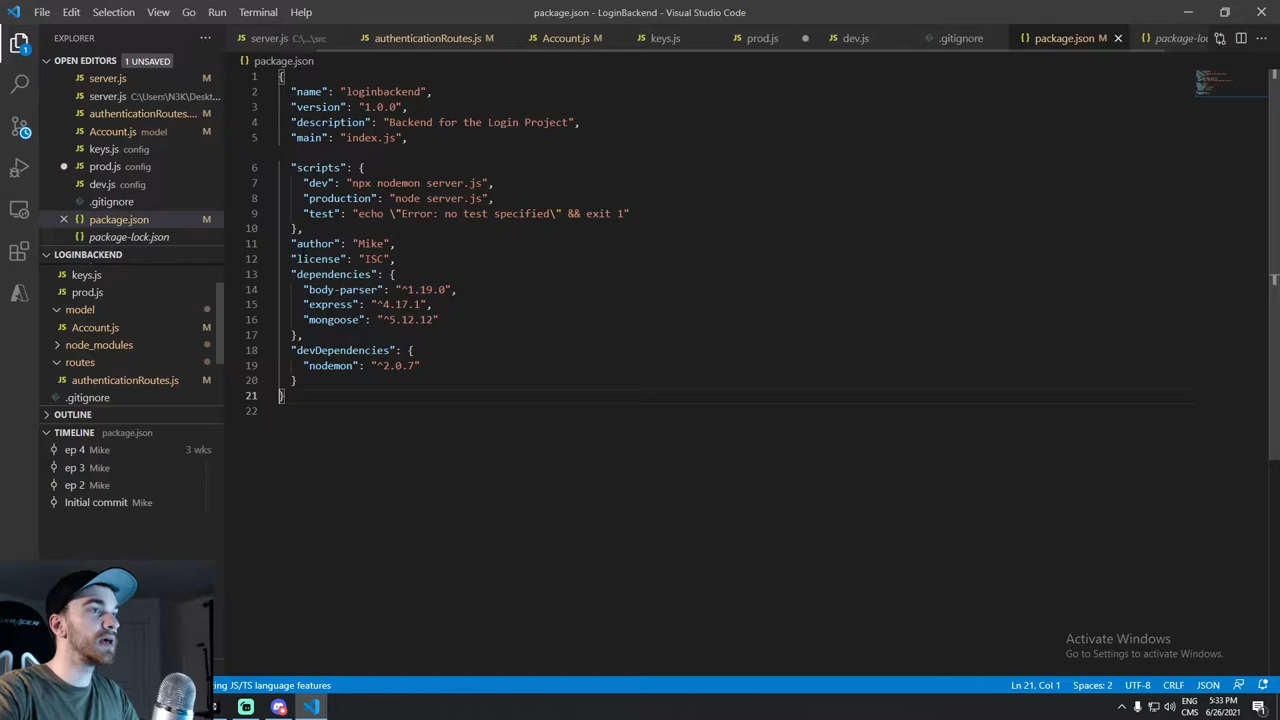 File Edit Selection View Go Run Terminal Help
package.json - LoginBackend - Visual Studio Code
EXPLORER
OPEN EDITORS 1 UNSAVED
server.js M
server.js C:\Users\N3K\Deskt...
authenticationRoutes.... M
Account.js model M
keys.js config
prod.js config
dev.js config
.gitignore
package.json M
package-lock.json
LOGINBACKEND
keys.js
prod.js
model
Account.js M
node_modules
routes
authenticationRoutes.js M
.gitignore
OUTLINE
TIMELINE package.json
ep 4 Mike 3 wks
ep 3 Mike
ep 2 Mike
Initial commit Mike
server.js C:\...\src authenticationRoutes.js M Account.js M keys.js prod.js dev.js .gitignore package.json M package-loc
package.json
1 {
2 "name": "loginbackend",
3 "version": "1.0.0",
4 "description": "Backend for the Login Project",
5 "main": "index.js",
6 "scripts": {
7 "dev": "npx nodemon server.js",
8 "production": "node server.js",
9 "test": "echo \"Error: no test specified\" && exit 1"
10 },
11 "author": "Mike",
12 "license": "ISC",
13 "dependencies": {
14 "body-parser": "^1.19.0",
15 "express": "^4.17.1",
16 "mongoose": "^5.12.12"
17 },
18 "devDependencies": {
19 "nodemon": "^2.0.7"
20 }
21 }
22
Activate Windows
Go to Settings to activate Windows.
ng JS/TS language features
Ln 21, Col 1 Spaces: 2 UTF-8 CRLF JSON
ENG 5:33 PM
CMS 6/26/2021